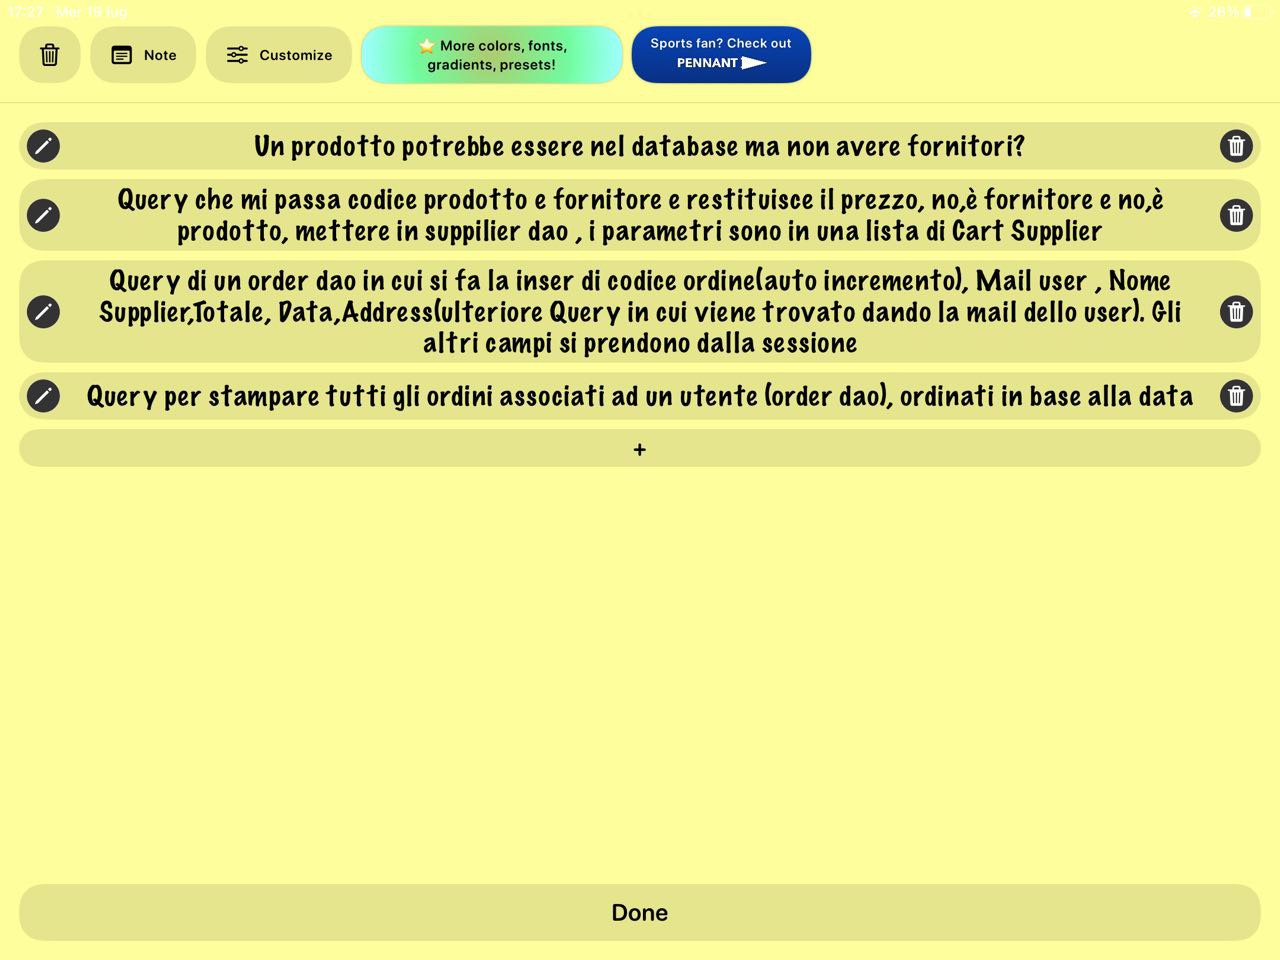 17:27 Mer 19 lug
26%
Note
Customize
⭐ More colors, fonts,
gradients, presets!
Sports fan? Check out
PENNANT
Un prodotto potrebbe essere nel database ma non avere fornitori?
Query che mi passa codice prodotto e fornitore e restituisce il prezzo, no,è fornitore e no,è
prodotto, mettere in suppilier dao , i parametri sono in una lista di Cart Supplier
Query di un order dao in cui si fa la inser di codice ordine(auto incremento), Mail user , Nome
Supplier,Totale, Data,Address(ulteriore Query in cui viene trovato dando la mail dello user). Gli
altri campi si prendono dalla sessione
Query per stampare tutti gli ordini associati ad un utente (order dao), ordinati in base alla data
+
Done